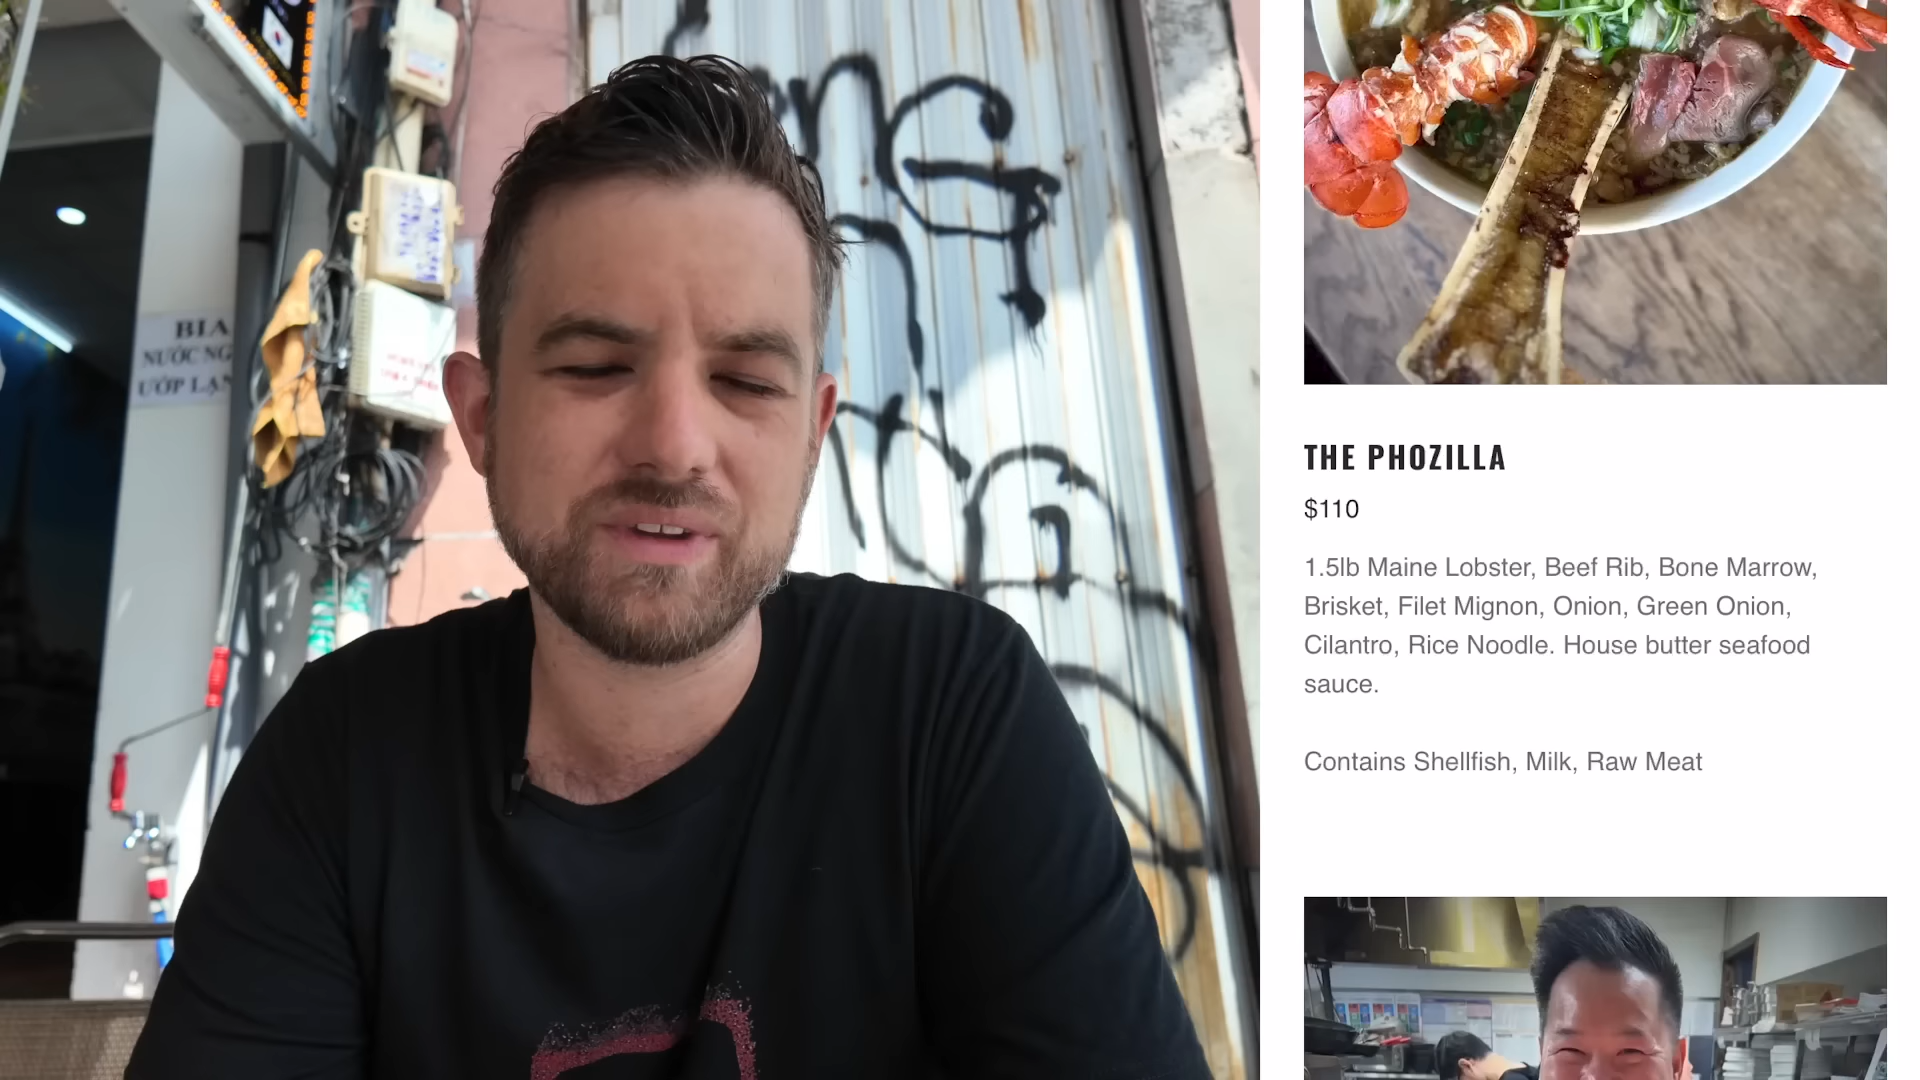 BIA
NƯỚC NG
ƯỚP LẠN
THE PHOZILLA
$110
1.5lb Maine Lobster, Beef Rib, Bone Marrow,
Brisket, Filet Mignon, Onion, Green Onion,
Cilantro, Rice Noodle. House butter seafood
sauce.
Contains Shellfish, Milk, Raw Meat